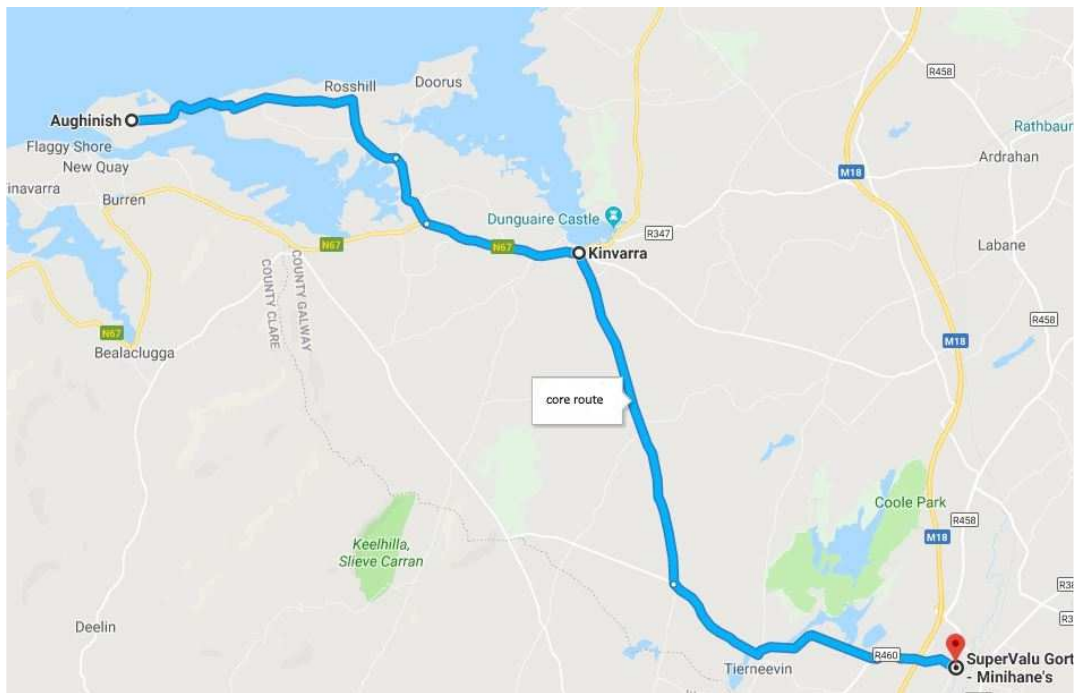 Doorus
Rosshill
R458
Aughinish
Rathbaun
Flaggy Shore
New Quay
Ardrahan
M18
inavarra
Burren
Dunguaire Castle
R347
Labane
N67
N67
Kinvarra
COUNTY GALWAY
COUNTY CLARE
R458
N67
M18
Bealaclugga
core route
Coole Park
R458
M18
Keelhilla,
Slieve Carran
Deelin
R460
SuperValu Gort
- Minihane's
Tierneevin